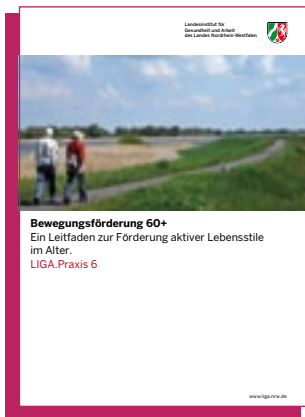 Landesinstitut für
Gesundheit und Arbeit
des Landes Nordrhein-Westfalen
Bewegungsförderung 60+
Ein Leitfaden zur Förderung aktiver Lebensstile
im Alter.
LIGA.Praxis 6
www.liga.nrw.de